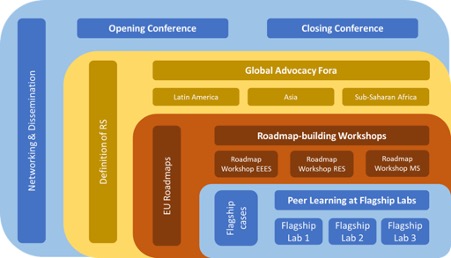 Networking & Dissemination
Opening Conference
Closing Conference
Definition of RS
Global Advocacy Fora
Latin America
Asia
Sub-Saharan Africa
EU Roadmaps
Roadmap-building Workshops
Roadmap
Workshop EEES
Roadmap
Workshop RES
Roadmap
Workshop MS
Flagship
cases
Peer Learning at Flagship Labs
Flagship
Lab 1
Flagship
Lab 2
Flagship
Lab 3